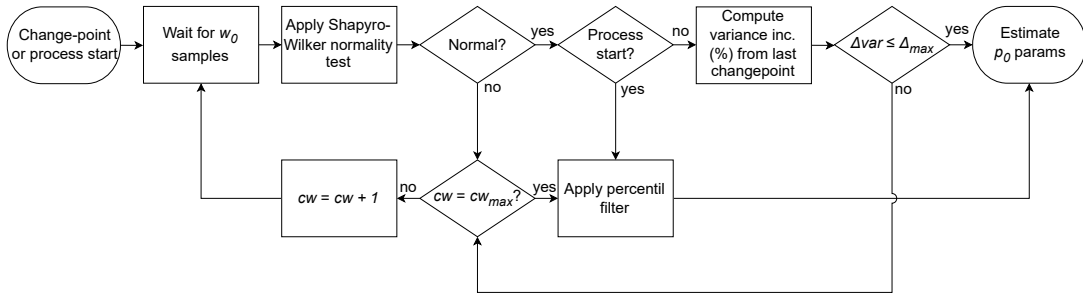 Change-point
or process start
Wait for w0
samples
Apply Shapyro-
Wilker normality
test
Normal?
yes
Process
start?
no
Compute
variance inc.
(%) from last
changepoint
Δvar ≤ Δmax
yes
Estimate
p0 params
no
yes
no
cw = cw + 1
no
cw = cwmax?
yes
Apply percentil
filter